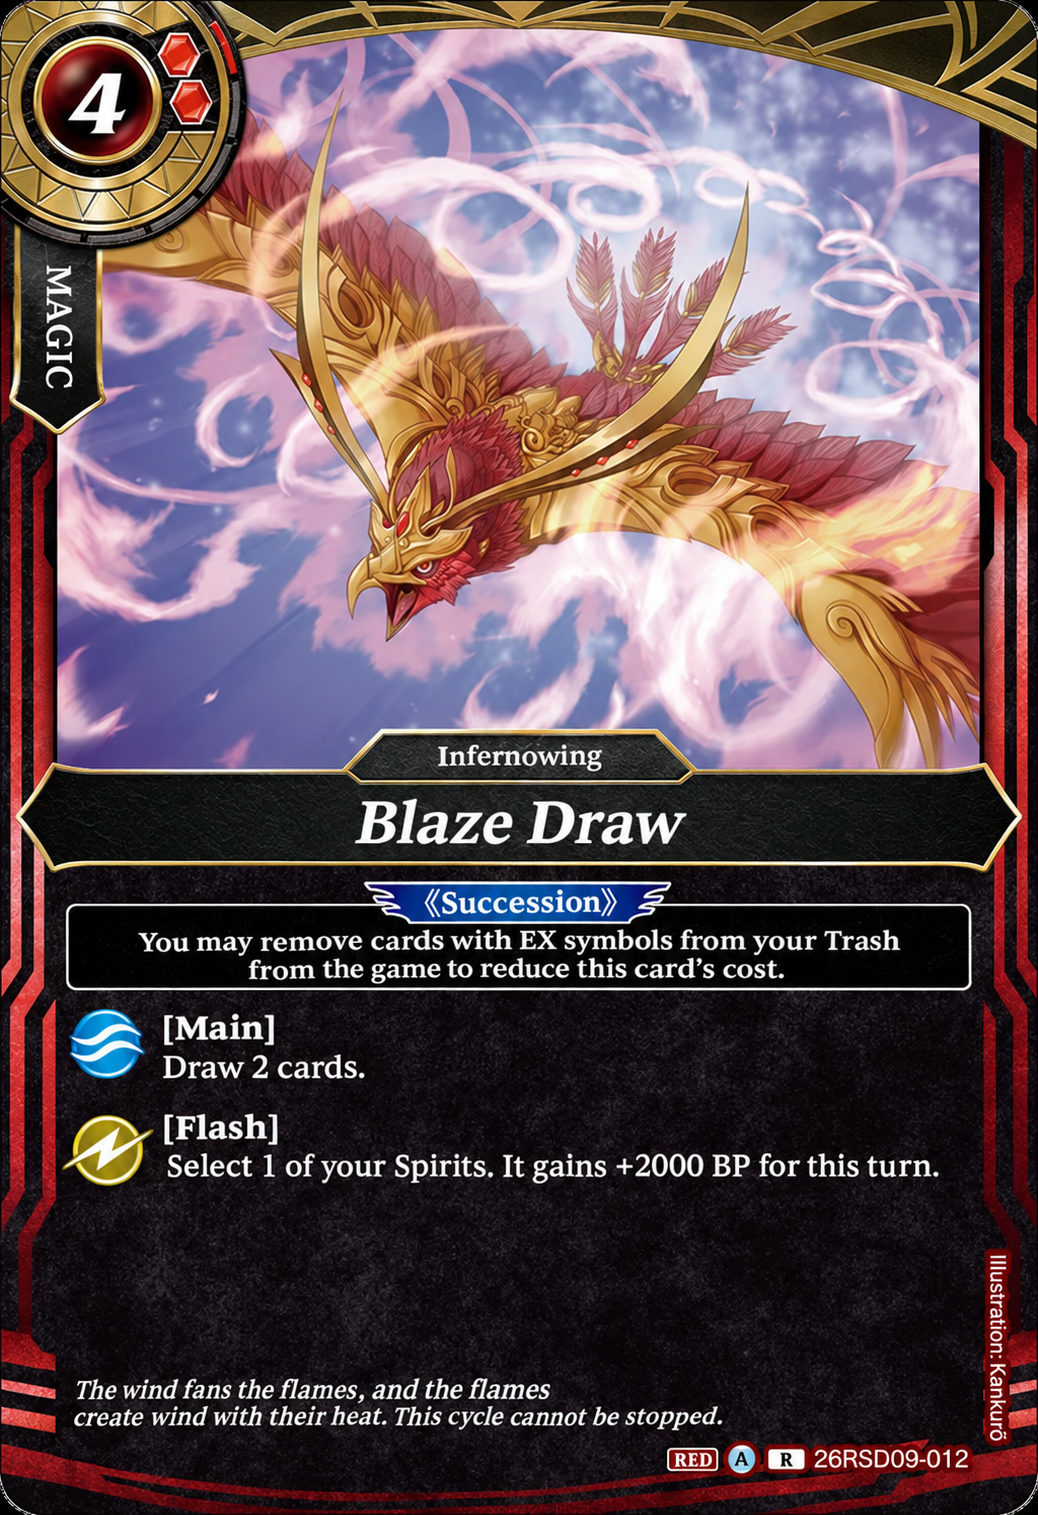 4
MAGIC
Infernowing
Blaze Draw
《Succession》
You may remove cards with EX symbols from your Trash
from the game to reduce this card's cost.
[Main]
Draw 2 cards.
[Flash]
Select 1 of your Spirits. It gains +2000 BP for this turn.
The wind fans the flames, and the flames
create wind with their heat. This cycle cannot be stopped.
Illustration: Kankurō
RED A R 26RSD09-012